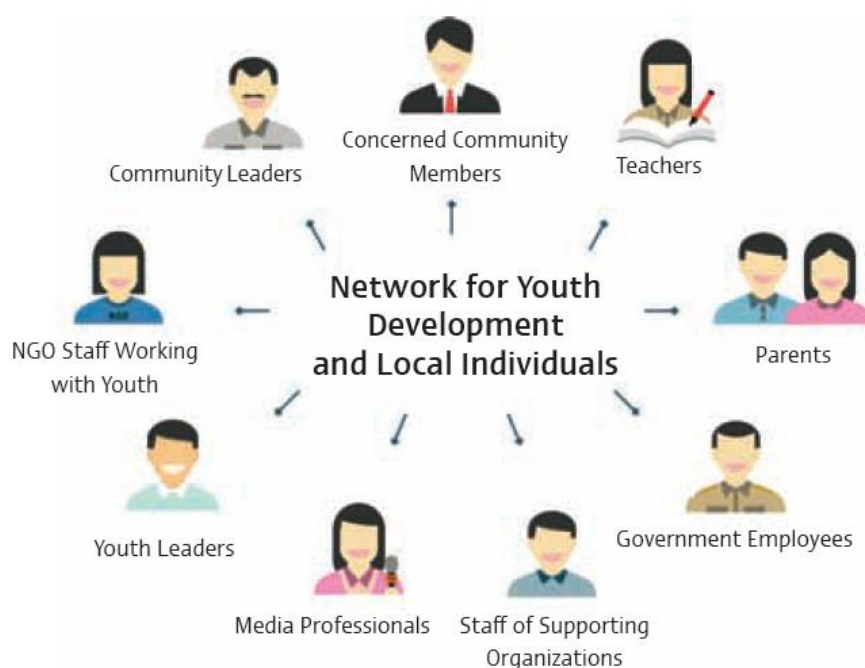 Concerned Community
Members
Community Leaders
Teachers
Network for Youth
Development
and Local Individuals
NGO
NGO Staff Working
with Youth
Parents
Youth Leaders
Government Employees
Media Professionals
Staff of Supporting
Organizations